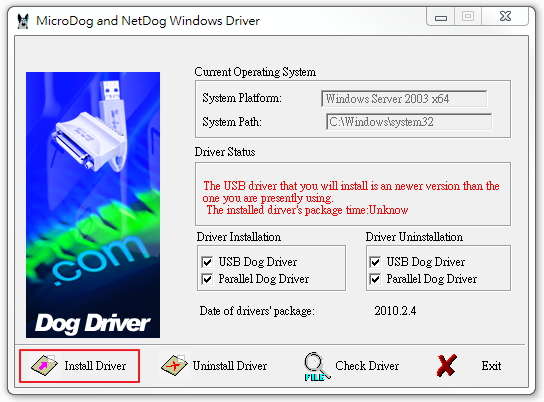 MicroDog and NetDog Windows Driver
Current Operating System
System Platform:
Windows Server 2003 x64
System Path:
C:\Windows\system32
Driver Status
The USB driver that you will install is an newer version than the
one you are presently using.
The installed driver's package time:Unknow
Driver Installation
USB Dog Driver
Parallel Dog Driver
Driver Uninstallation
USB Dog Driver
Parallel Dog Driver
Date of drivers' package:
2010.2.4
.com
Dog Driver
Install Driver
Uninstall Driver
FILE
Check Driver
Exit